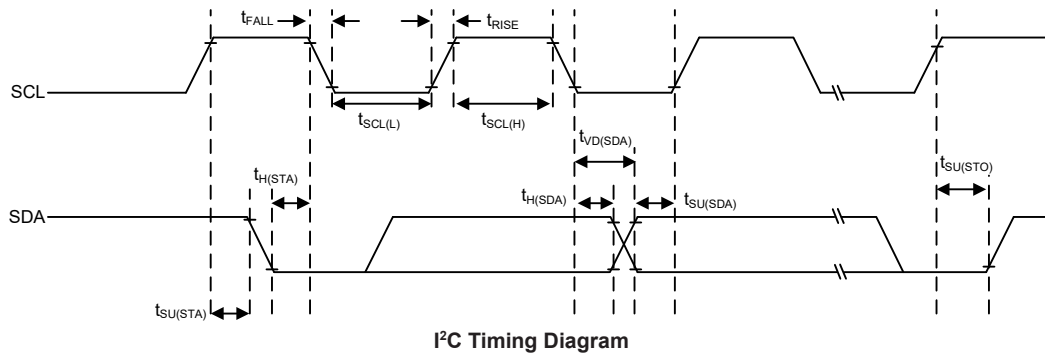 tFALL
tRISE
SCL
tSCL(L)
tSCL(H)
tVD(SDA)
tH(STA)
tSU(STO)
tH(SDA)
tSU(SDA)
SDA
tSU(STA)
I²C Timing Diagram